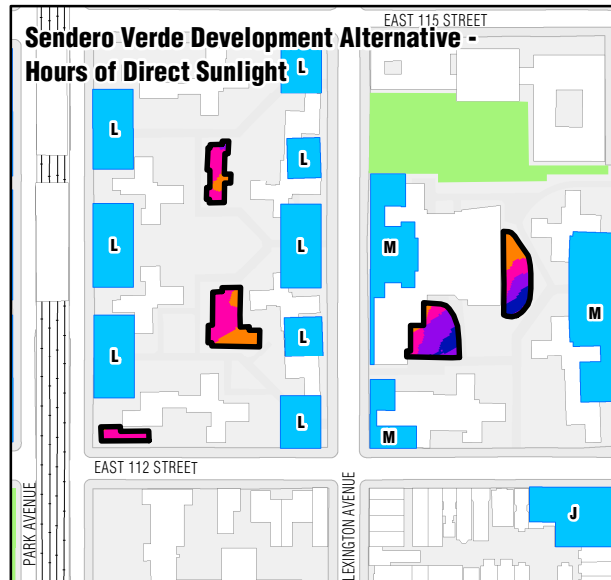 EAST 115 STREET
Sendero Verde Development Alternative -
Hours of Direct Sunlight
L
L
L
L
L
M
L
M
L
L
M
EAST 112 STREET
PARK AVENUE
LEXINGTON AVENUE
J